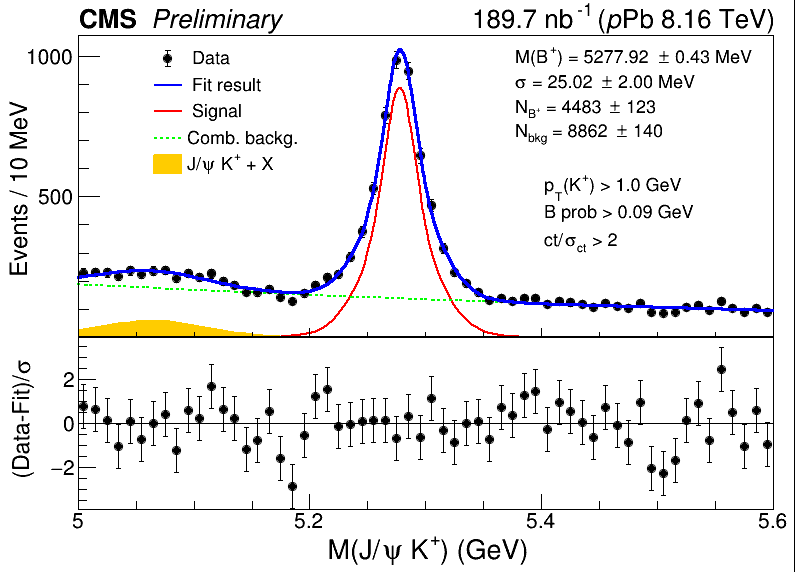 CMS Preliminary 189.7 nb⁻¹ (pPb 8.16 TeV)
Events / 10 MeV
1000
500
Data
Fit result
Signal
Comb. backg.
J/ψ K⁺ + X
M(B⁺) = 5277.92 ± 0.43 MeV
σ = 25.02 ± 2.00 MeV
N_B⁺ = 4483 ± 123
N_bkg = 8862 ± 140
p_T(K⁺) > 1.0 GeV
B prob > 0.09 GeV
ct/σ_ct > 2
(Data-Fit)/σ
2
0
−2
−4
5 5.2 5.4 5.6
M(J/ψ K⁺) (GeV)